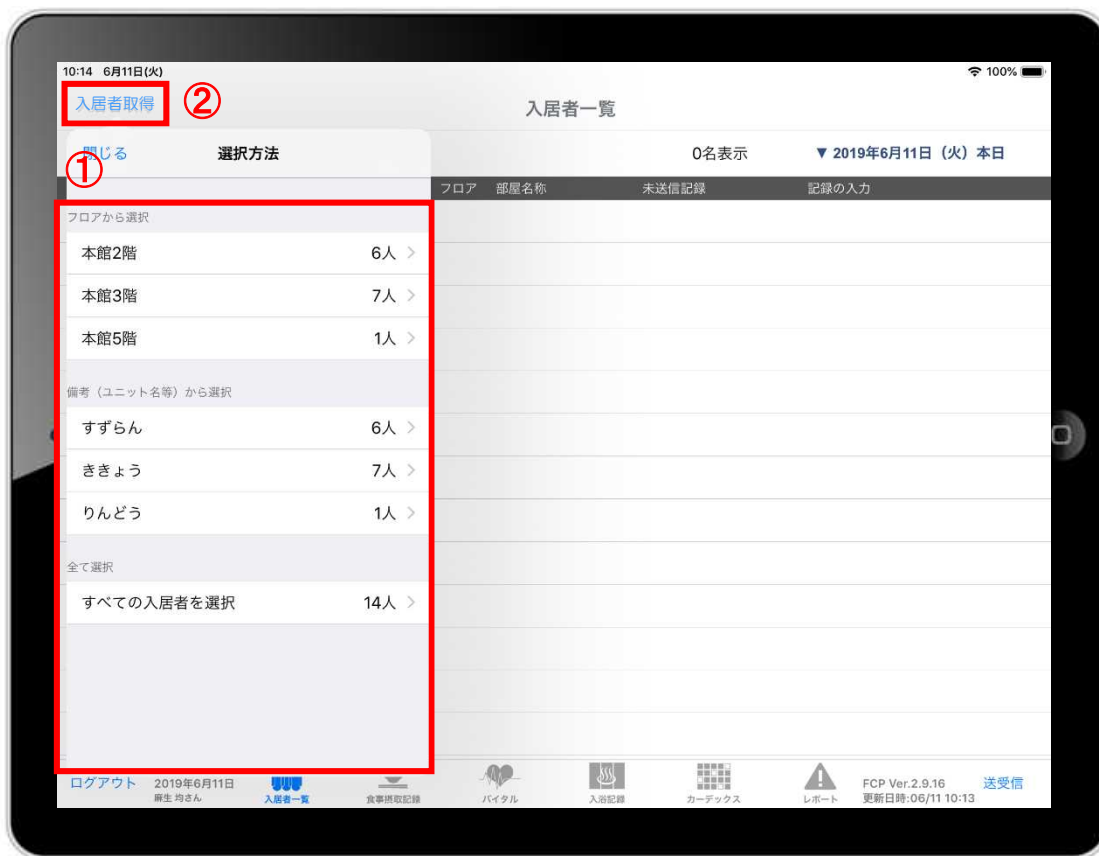 10:14 6月11日(火) 100%
入居者取得 ② 入居者一覧
① 閉じる 選択方法 0名表示 ▼ 2019年6月11日（火）本日
フロア 部屋名称 未送信記録 記録の入力
フロアから選択
本館2階 6人
本館3階 7人
本館5階 1人
備考（ユニット名等）から選択
すずらん 6人
ききょう 7人
りんどう 1人
全て選択
すべての入居者を選択 14人
ログアウト 2019年6月11日 FCP Ver.2.9.16 送受信
麻生 均さん 入居者一覧 食事摂取記録 バイタル 入浴記録 カーデックス レポート 更新日時:06/11 10:13